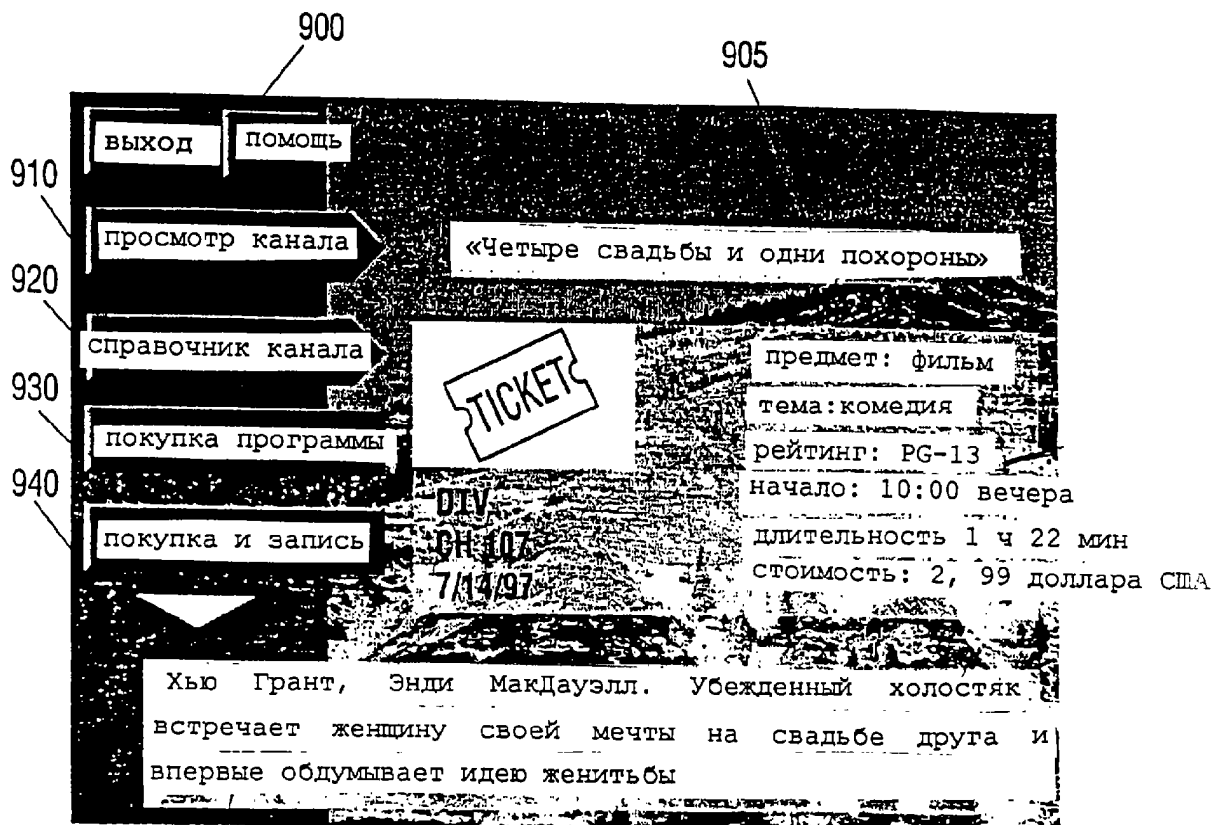 900
905
выход
помощь
910
просмотр канала
«Четыре свадьбы и одни похороны»
920
справочник канала
TICKET
предмет: фильм
тема:комедия
930
покупка программы
рейтинг: PG-13
940
начало: 10:00 вечера
DIV
покупка и запись
CH 107
длительность 1 ч 22 мин
7/14/97
стоимость: 2, 99 доллара США
Хью Грант, Энди МакДауэлл. Убежденный холостяк
встречает женщину своей мечты на свадьбе друга и
впервые обдумывает идею женитьбы